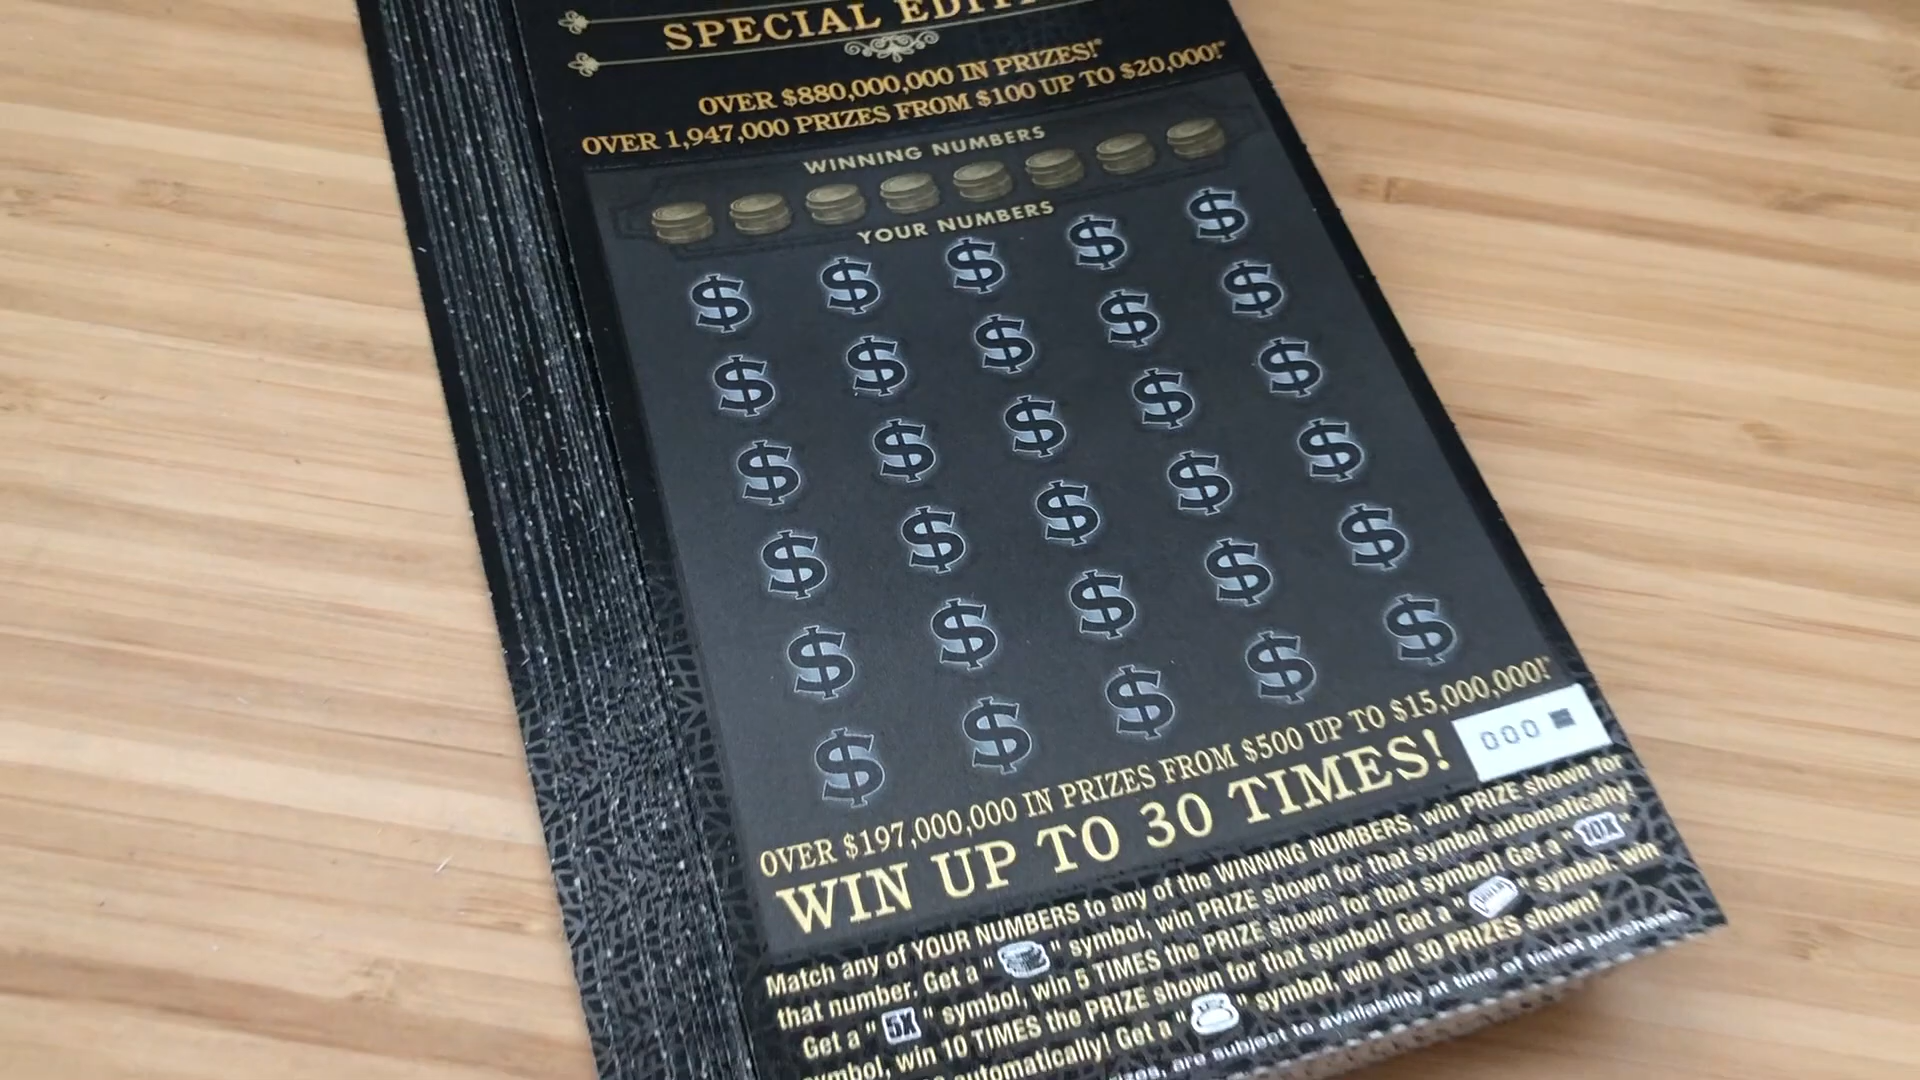 SPECIAL
OVER $880,000,000 IN PRIZES!*
OVER 1,947,000 PRIZES FROM $100 UP TO $20,000!*
WINNING NUMBERS
YOUR NUMBERS
$ $ $ $ $
$ $ $ $ $
$ $ $ $ $
$ $ $ $ $
$ $ $ $ $
$ $ $ $ $
OVER $197,000,000 IN PRIZES FROM $500 UP TO $15,000,000!*
WIN UP TO 30 TIMES!
000
Match any of YOUR NUMBERS to any of the WINNING NUMBERS, win PRIZE shown for
that number. Get a " " symbol, win PRIZE shown for that symbol automatically!
Get a "5X" symbol, win 5 TIMES the PRIZE shown for that symbol! Get a "10X"
symbol, win 10 TIMES the PRIZE shown for that symbol! Get a " " symbol, win
automatically! Get a " " symbol, win all 30 PRIZES shown!
are subject to availability at time of ticket purchase.